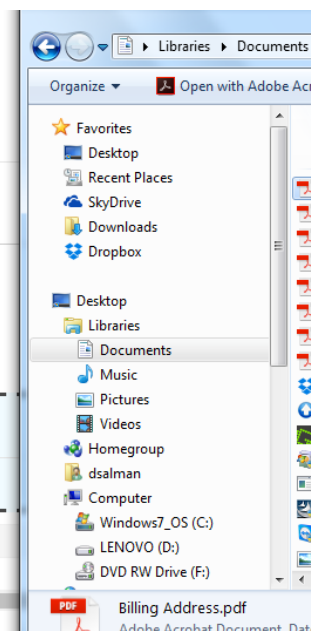 Libraries Documents
Organize Open with Adobe Acr
Favorites
Desktop
Recent Places
SkyDrive
Downloads
Dropbox
Desktop
Libraries
Documents
Music
Pictures
Videos
Homegroup
dsalman
Computer
Windows7_OS (C:)
LENOVO (D:)
DVD RW Drive (F:)
PDF Billing Address.pdf
Adobe Acrobat Document, Dat